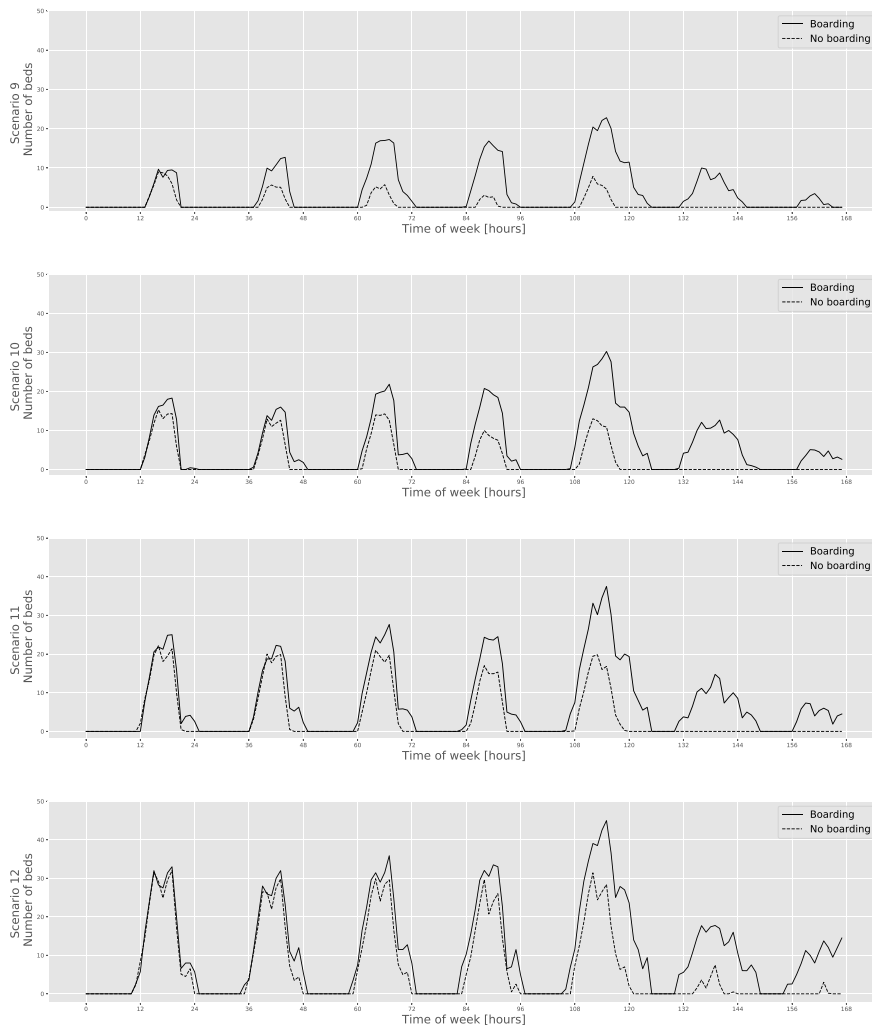 Scenario 9
Number of beds
50
40
30
20
10
0
Boarding
No boarding
0 12 24 36 48 60 72 84 96 108 120 132 144 156 168
Time of week [hours]
Scenario 10
Number of beds
50
40
30
20
10
0
Boarding
No boarding
0 12 24 36 48 60 72 84 96 108 120 132 144 156 168
Time of week [hours]
Scenario 11
Number of beds
50
40
30
20
10
0
Boarding
No boarding
0 12 24 36 48 60 72 84 96 108 120 132 144 156 168
Time of week [hours]
Scenario 12
Number of beds
50
40
30
20
10
0
Boarding
No boarding
0 12 24 36 48 60 72 84 96 108 120 132 144 156 168
Time of week [hours]